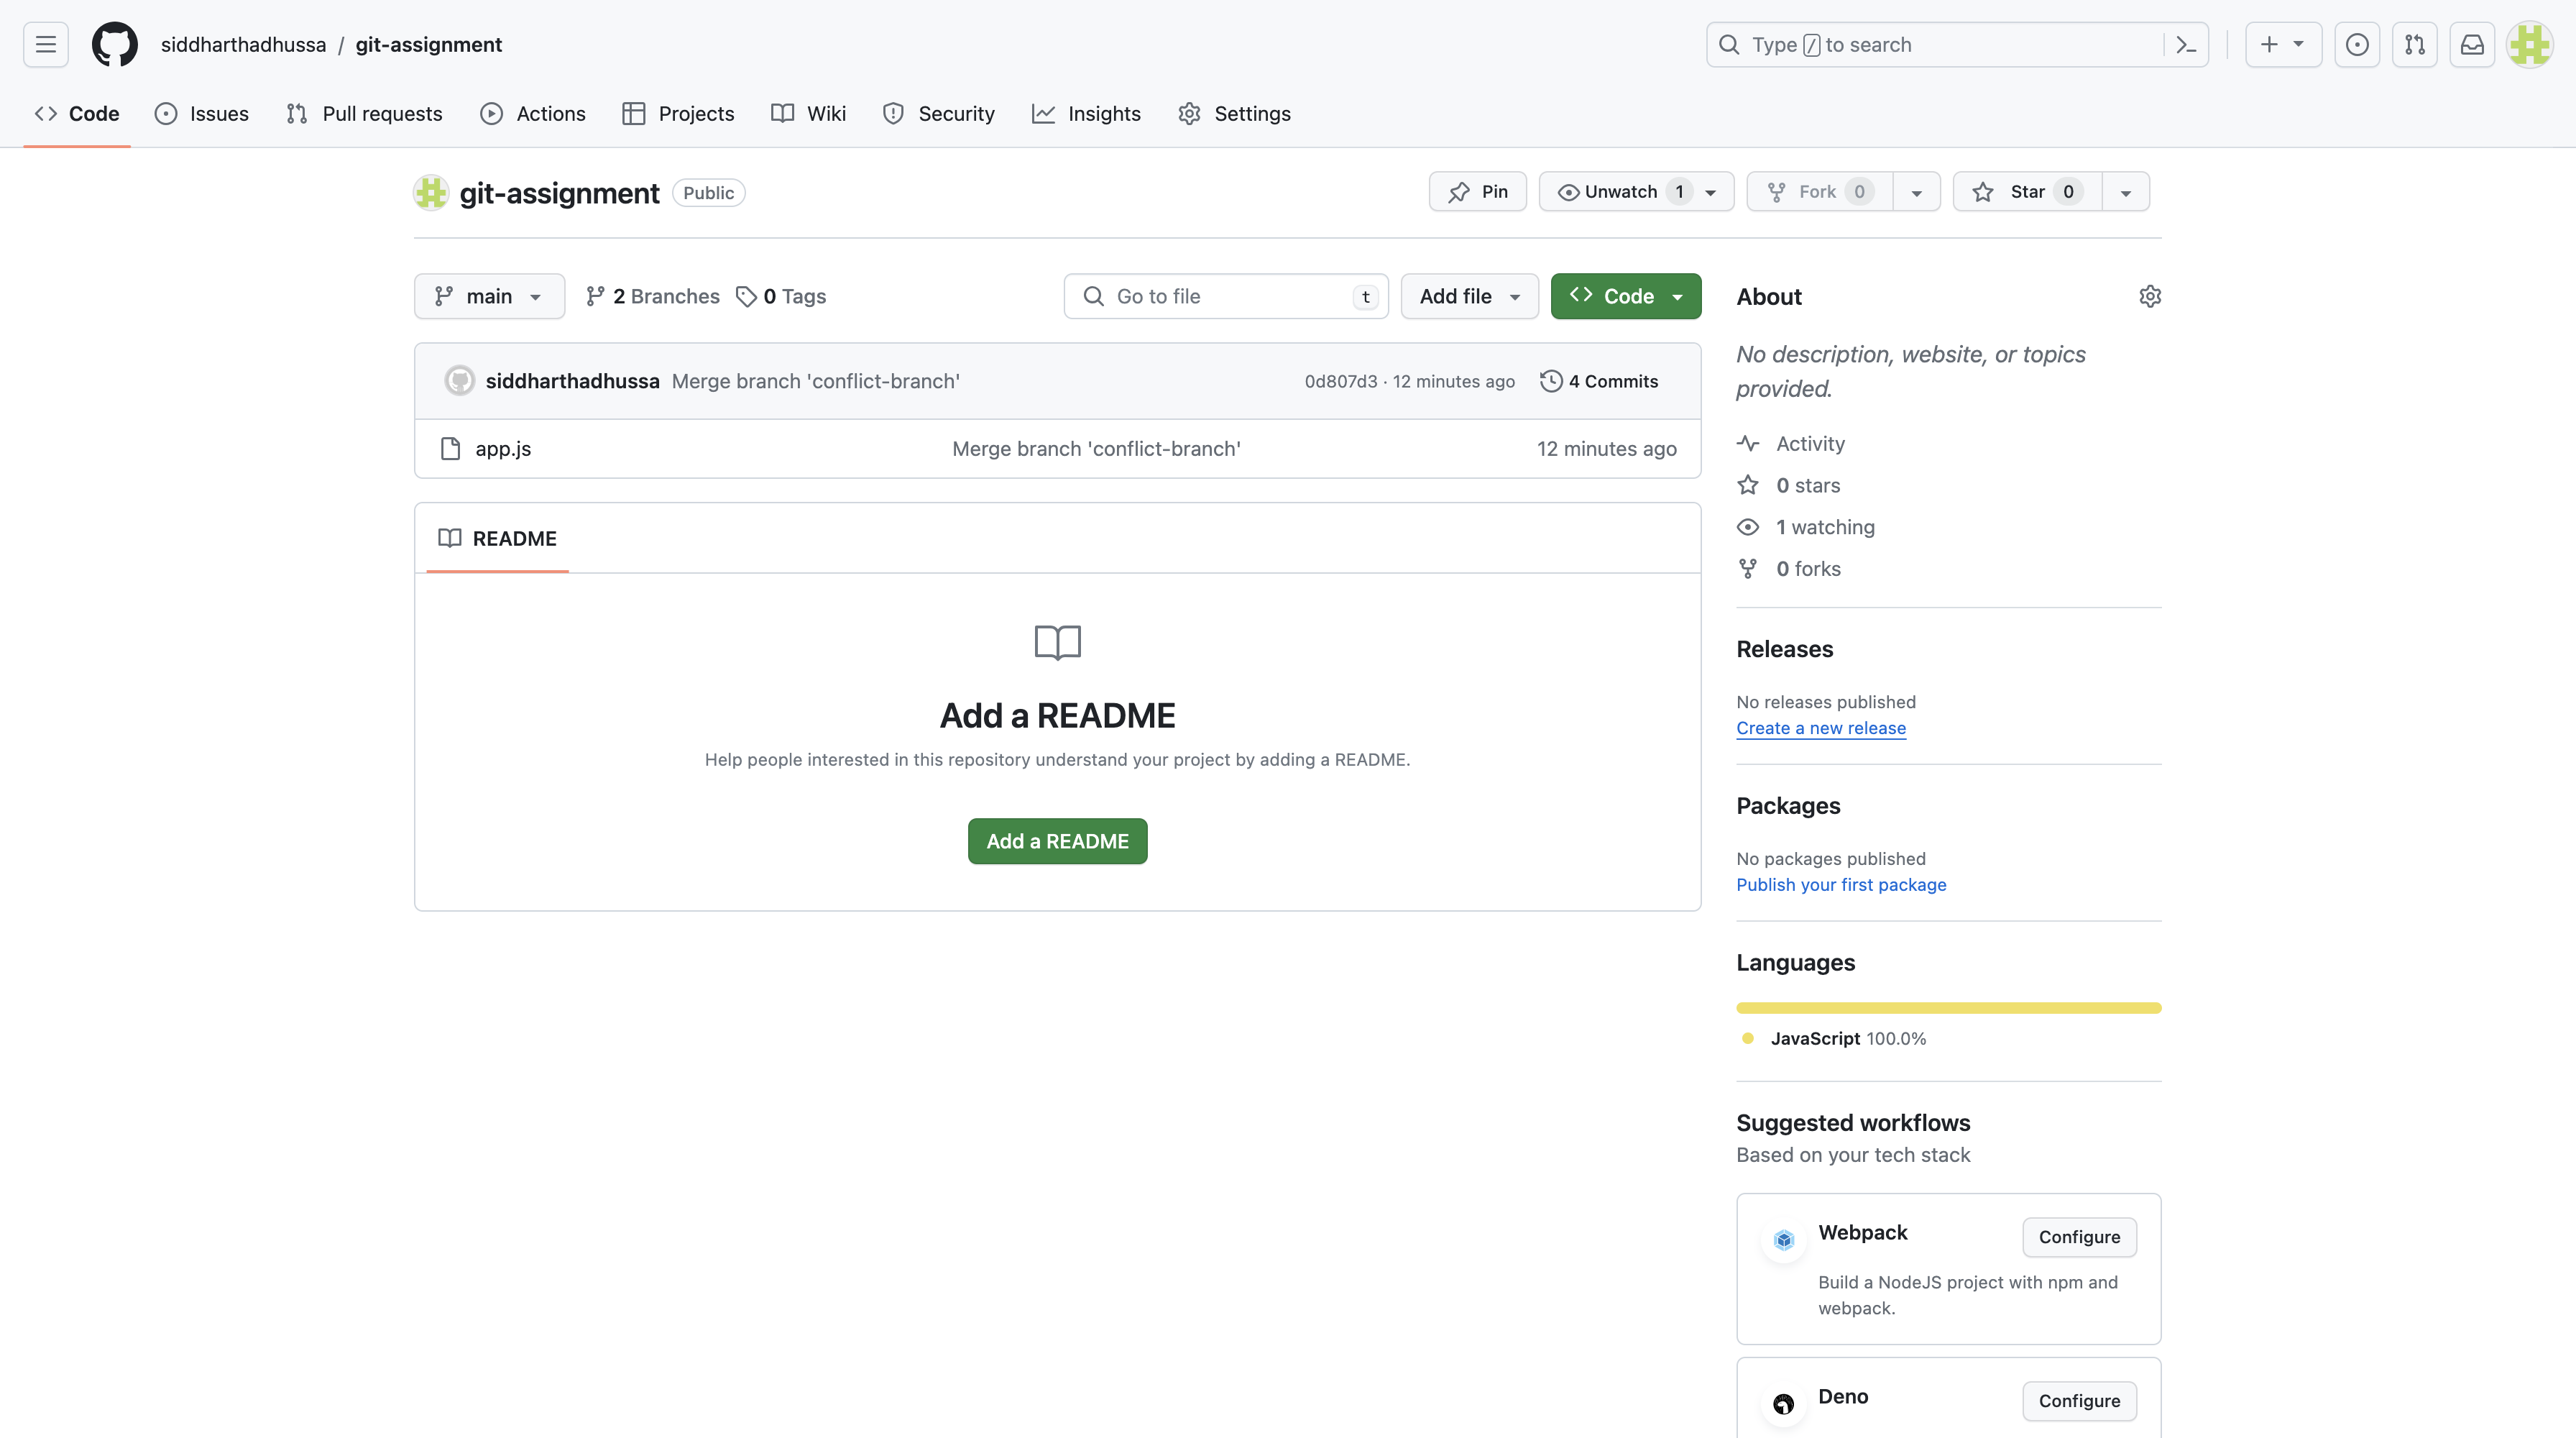 siddharthadhussa / git-assignment
Type / to search
Code Issues Pull requests Actions Projects Wiki Security Insights Settings
git-assignment Public
Pin Unwatch 1 Fork 0 Star 0
main 2 Branches 0 Tags
Go to file t Add file Code
siddharthadhussa Merge branch 'conflict-branch' 0d807d3 · 12 minutes ago 4 Commits
app.js Merge branch 'conflict-branch' 12 minutes ago
README
Add a README
Help people interested in this repository understand your project by adding a README.
Add a README
About
No description, website, or topics
provided.
Activity
0 stars
1 watching
0 forks
Releases
No releases published
Create a new release
Packages
No packages published
Publish your first package
Languages
JavaScript 100.0%
Suggested workflows
Based on your tech stack
Webpack Configure
Build a NodeJS project with npm and
webpack.
Deno Configure